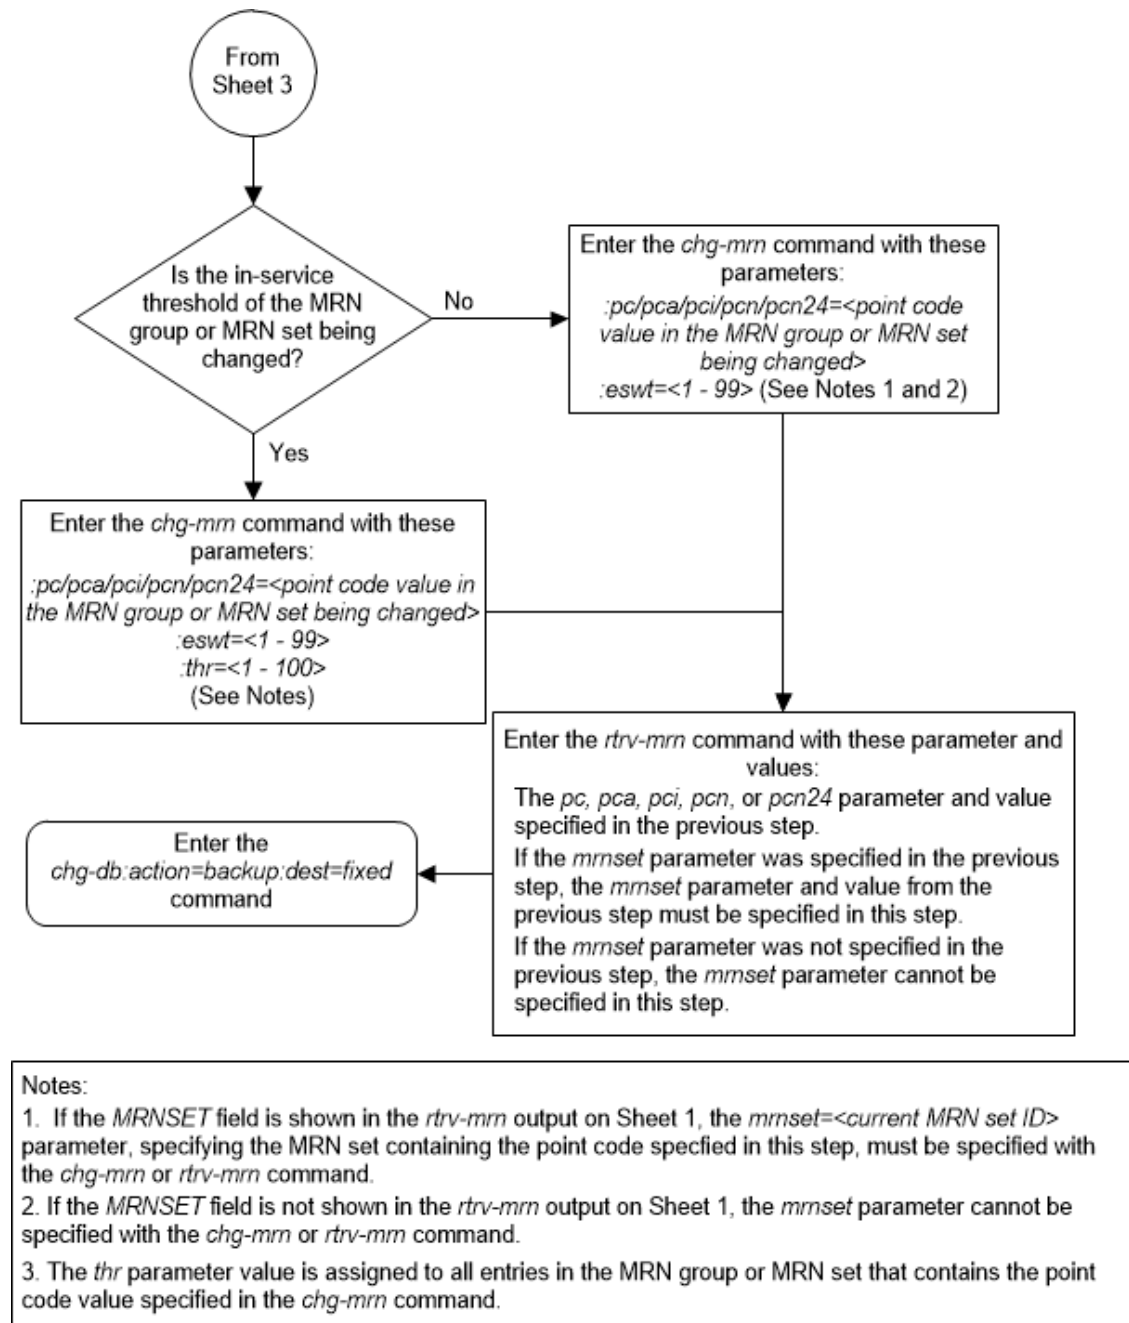 From
Sheet 3
Is the in-service
threshold of the MRN
group or MRN set being
changed?
No
Enter the chg-mrn command with these
parameters:
:pc/pca/pci/pcn/pcn24=<point code
value in the MRN group or MRN set
being changed>
:eswt=<1 - 99> (See Notes 1 and 2)
Yes
Enter the chg-mrn command with these
parameters:
:pc/pca/pci/pcn/pcn24=<point code value in
the MRN group or MRN set being changed>
:eswt=<1 - 99>
:thr=<1 - 100>
(See Notes)
Enter the rtrv-mrn command with these parameter and
values:
The pc, pca, pci, pcn, or pcn24 parameter and value
specified in the previous step.
If the mrnset parameter was specified in the previous
step, the mrnset parameter and value from the
previous step must be specified in this step.
If the mrnset parameter was not specified in the
previous step, the mrnset parameter cannot be
specified in this step.
Enter the
chg-db:action=backup:dest=fixed
command
Notes:
1. If the MRNSET field is shown in the rtrv-mrn output on Sheet 1, the mrnset=<current MRN set ID>
parameter, specifying the MRN set containing the point code specfied in this step, must be specified with
the chg-mrn or rtrv-mrn command.
2. If the MRNSET field is not shown in the rtrv-mrn output on Sheet 1, the mrnset parameter cannot be
specified with the chg-mrn or rtrv-mrn command.
3. The thr parameter value is assigned to all entries in the MRN group or MRN set that contains the point
code value specified in the chg-mrn command.